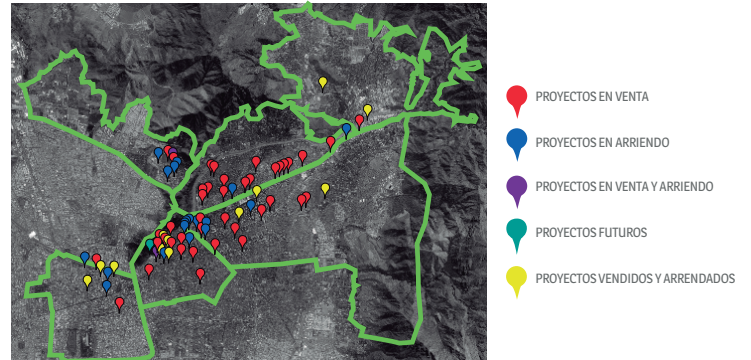 PROYECTOS EN VENTA
PROYECTOS EN ARRIENDO
PROYECTOS EN VENTA Y ARRIENDO
PROYECTOS FUTUROS
PROYECTOS VENDIDOS Y ARRENDADOS